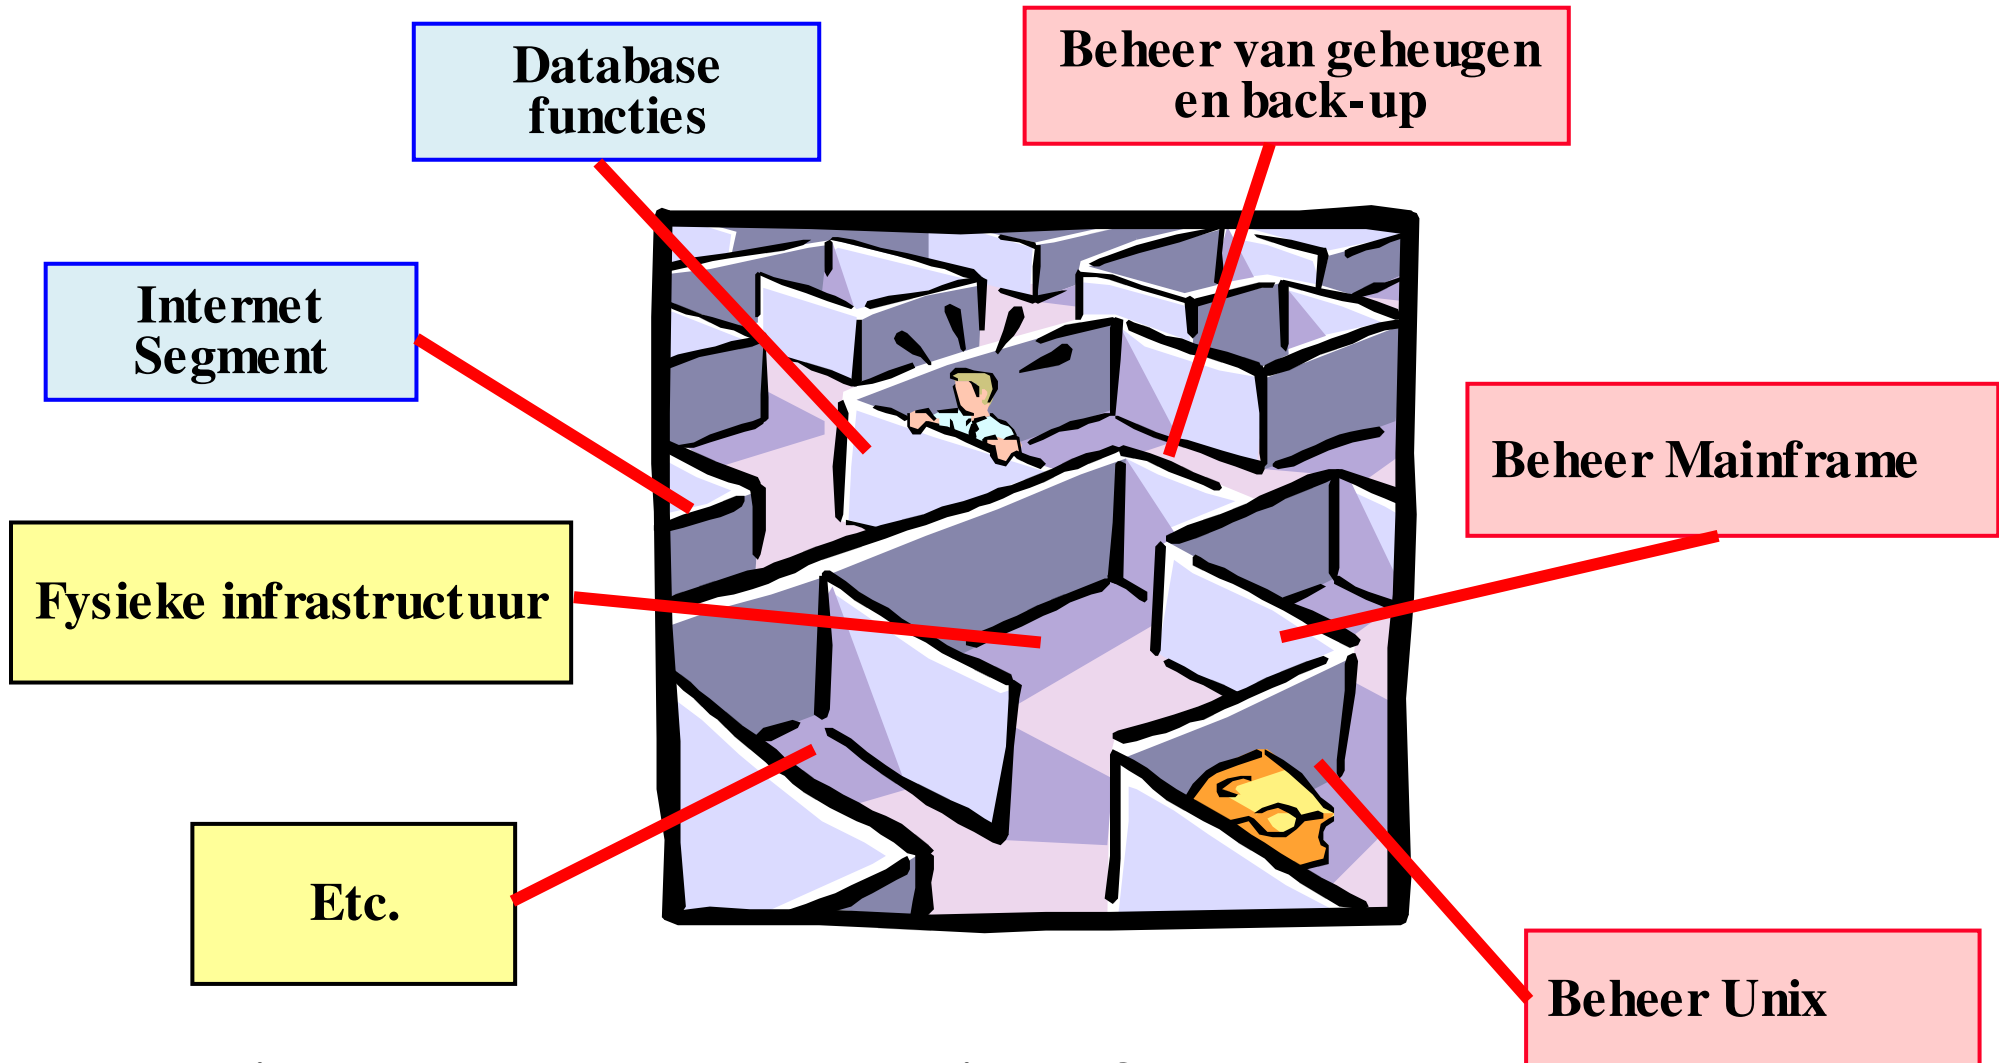 Database
functies
Beheer van geheugen
en back-up
Internet
Segment
Beheer Mainframe
Fysieke infrastructuur
Etc.
Beheer Unix